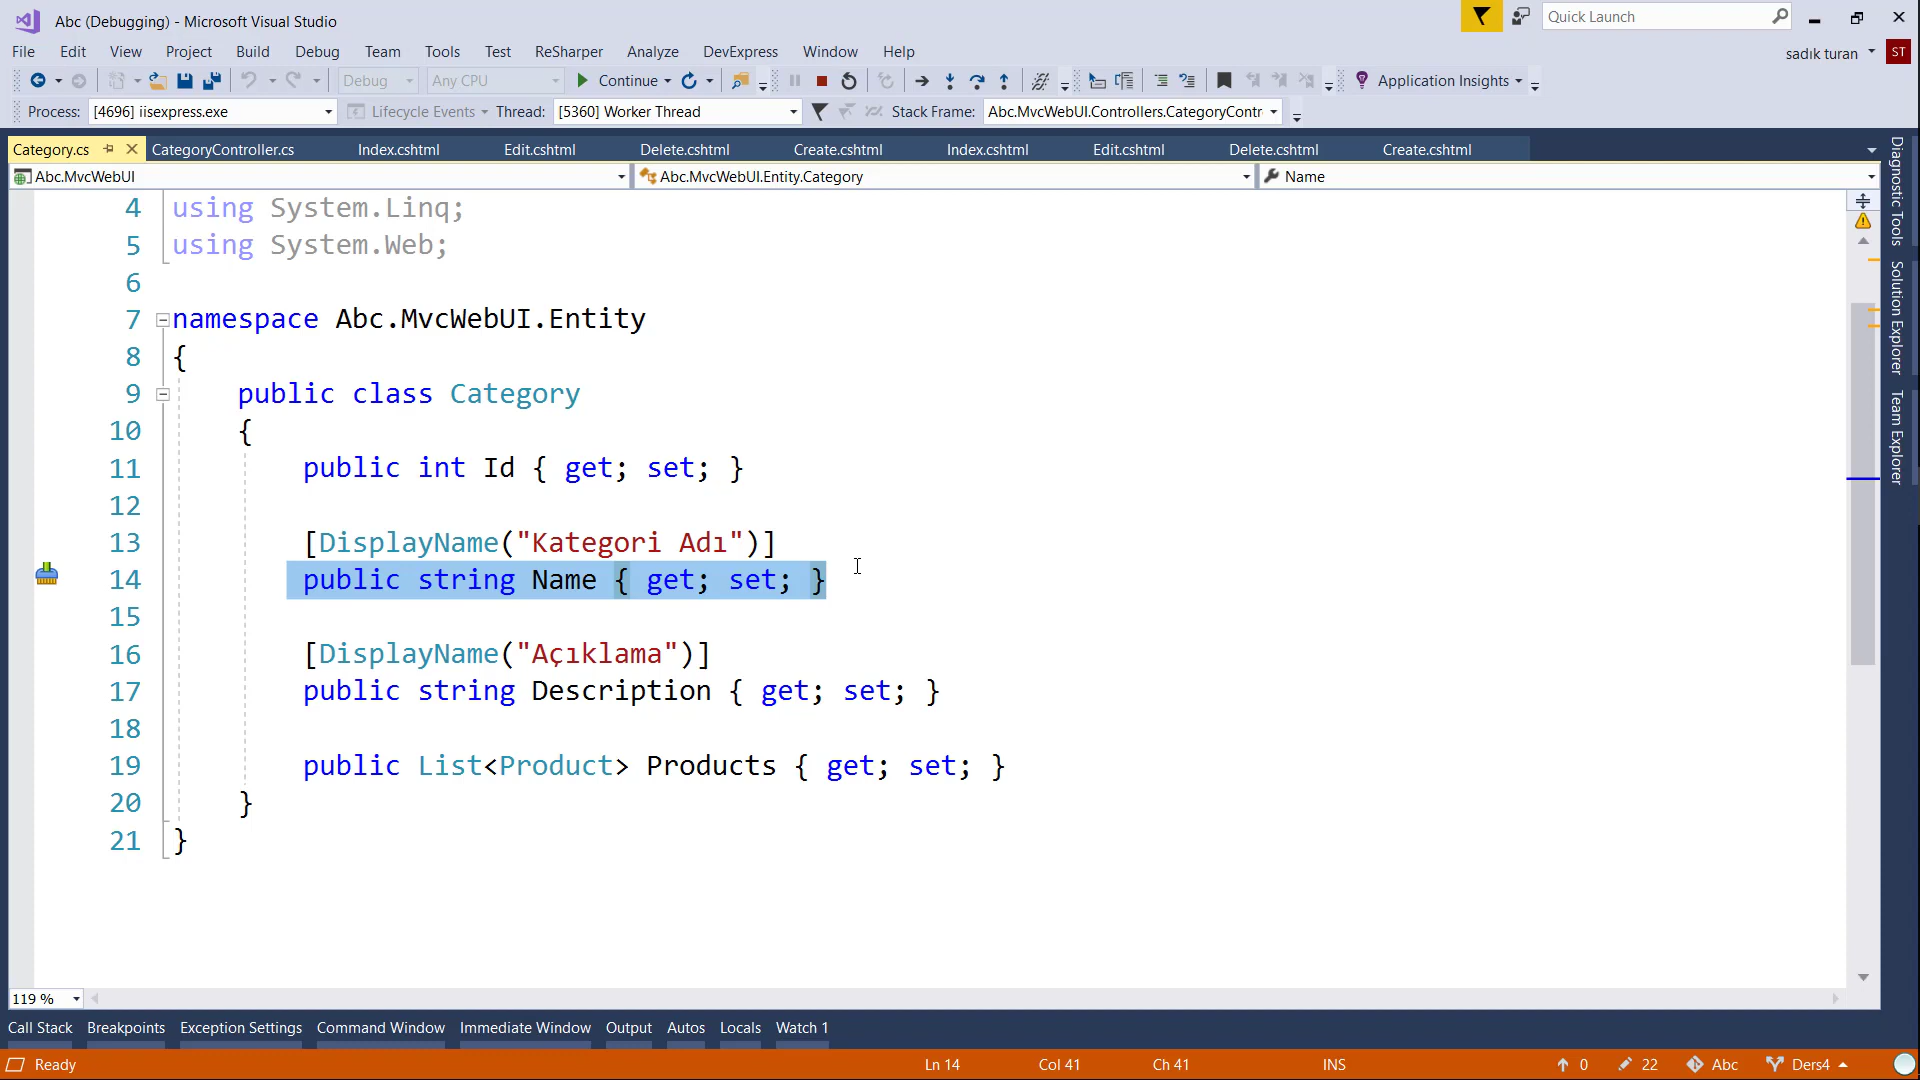 Abc (Debugging) - Microsoft Visual Studio
Quick Launch
File Edit View Project Build Debug Team Tools Test ReSharper Analyze DevExpress Window Help
sadık turan ST
Debug Any CPU Continue Application Insights
Process: [4696] iisexpress.exe Lifecycle Events Thread: [5360] Worker Thread Stack Frame: Abc.MvcWebUI.Controllers.CategoryContr
Category.cs CategoryController.cs Index.cshtml Edit.cshtml Delete.cshtml Create.cshtml Index.cshtml Edit.cshtml Delete.cshtml Create.cshtml
Abc.MvcWebUI Abc.MvcWebUI.Entity.Category Name
4 using System.Linq;
5 using System.Web;
6
7 namespace Abc.MvcWebUI.Entity
8 {
9 public class Category
10 {
11 public int Id { get; set; }
12
13 [DisplayName("Kategori Adı")]
14 public string Name { get; set; }
15
16 [DisplayName("Açıklama")]
17 public string Description { get; set; }
18
19 public List<Product> Products { get; set; }
20 }
21 }
Diagnostic Tools
Solution Explorer
Team Explorer
119 %
Call Stack Breakpoints Exception Settings Command Window Immediate Window Output Autos Locals Watch 1
Ready Ln 14 Col 41 Ch 41 INS 0 22 Abc Ders4